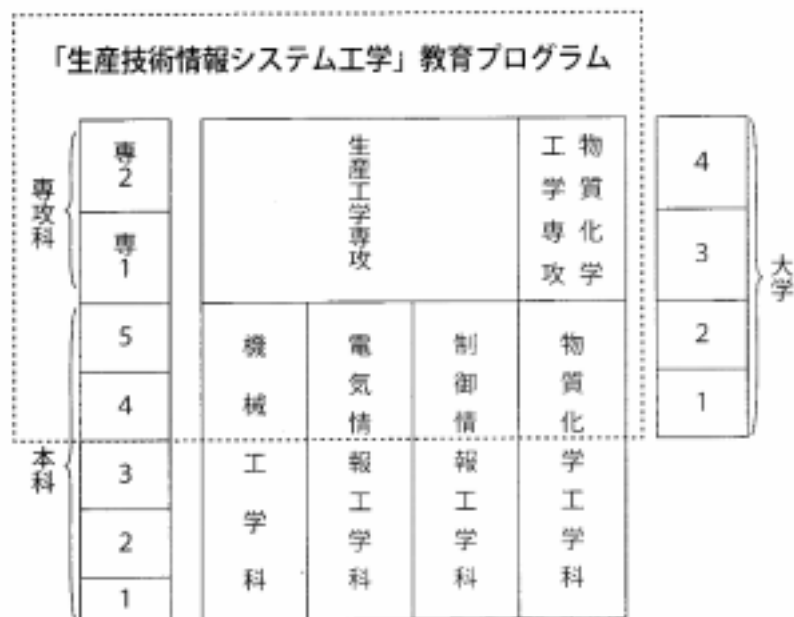 「生産技術情報システム工学」教育プログラム
専攻科
専2
専1
本科
5
4
3
2
1
生産工学専攻
物質化学
工学専攻
機械工学科
電気情報工学科
制御情報工学科
物質化学工学科
4
3
2
1
大学